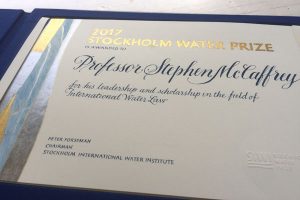 2017
STOCKHOLM WATER PRIZE
IS AWARDED TO
Professor Stephen McCaffrey
for his leadership and scholarship in the field of
International Water Law
PETER FORSSMAN
CHAIRMAN
STOCKHOLM INTERNATIONAL WATER INSTITUTE
SIWI